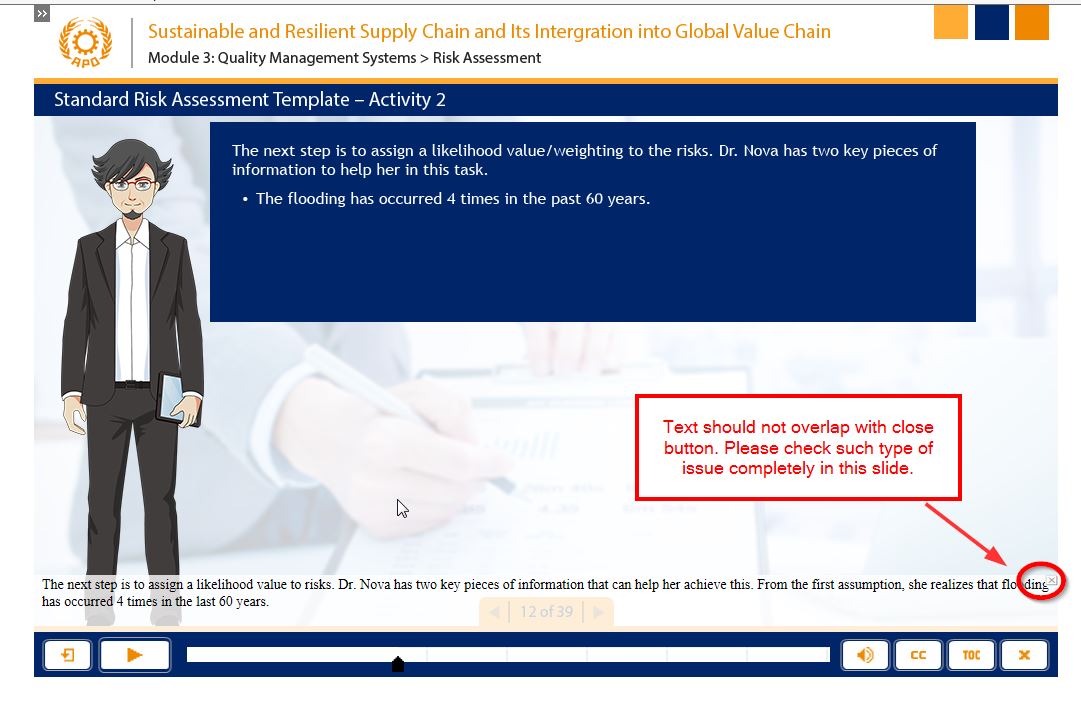 »
APO
Sustainable and Resilient Supply Chain and Its Intergration into Global Value Chain
Module 3: Quality Management Systems > Risk Assessment
Standard Risk Assessment Template – Activity 2
The next step is to assign a likelihood value/weighting to the risks. Dr. Nova has two key pieces of
information to help her in this task.
• The flooding has occurred 4 times in the past 60 years.
Text should not overlap with close
button. Please check such type of
issue completely in this slide.
The next step is to assign a likelihood value to risks. Dr. Nova has two key pieces of information that can help her achieve this. From the first assumption, she realizes that flooding
has occurred 4 times in the last 60 years.
12 of 39
CC
TOC